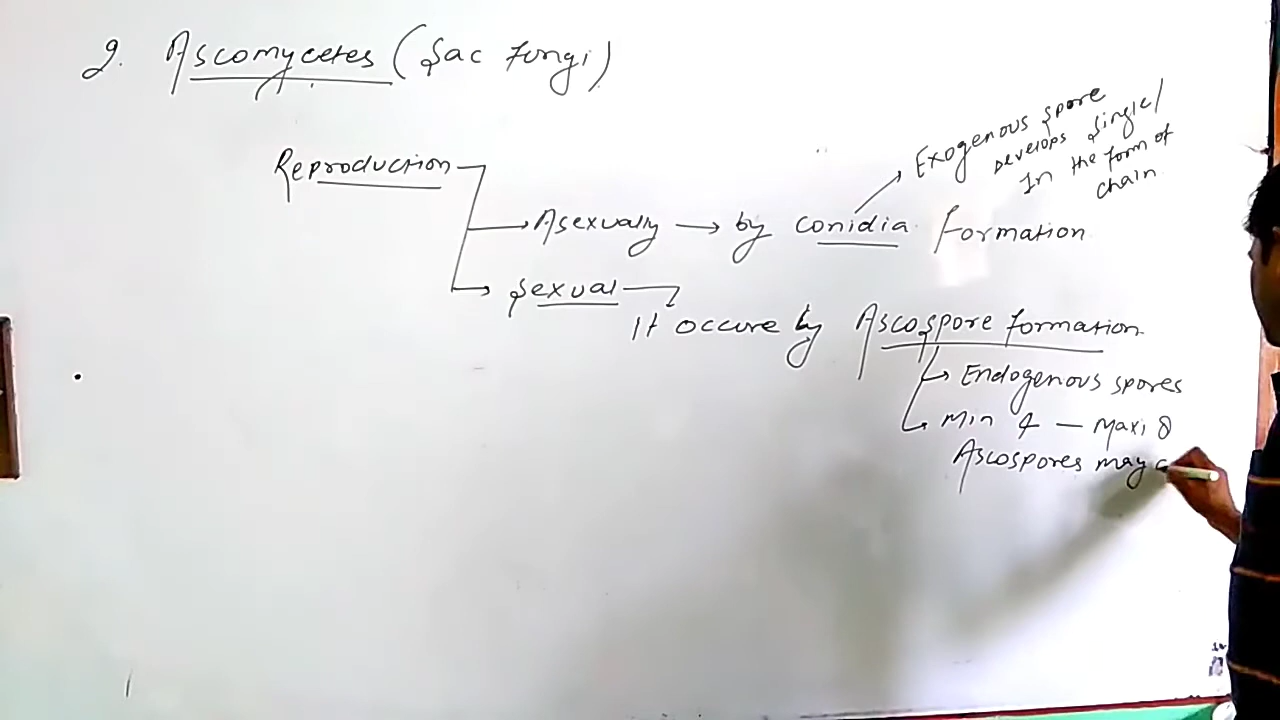 2. Ascomycetes (Sac fungi)
Reproduction
Exogenous spore
Develops single/
In the form of
chain
Asexually → by conidia formation
Sexual
It occure by Ascospore formation
Endogenous spores
Min 4 — Maxi 8
Ascospores may